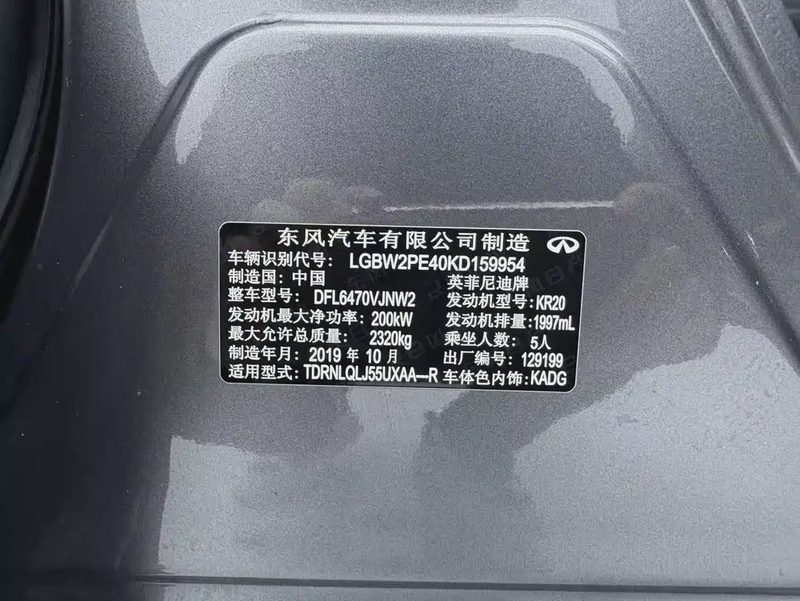 东风汽车有限公司制造
车辆识别代号: LGBW2PE40KD159954
制造国: 中国 英菲尼迪牌
整车型号: DFL6470VJNW2 发动机型号: KR20
发动机最大净功率: 200kW 发动机排量: 1997mL
最大允许总质量: 2320kg 乘坐人数: 5人
制造年月: 2019 年 10 月 出厂编号: 129199
适用型式: TDRNLQLJ55UXAA—R 车体色内饰: KADG